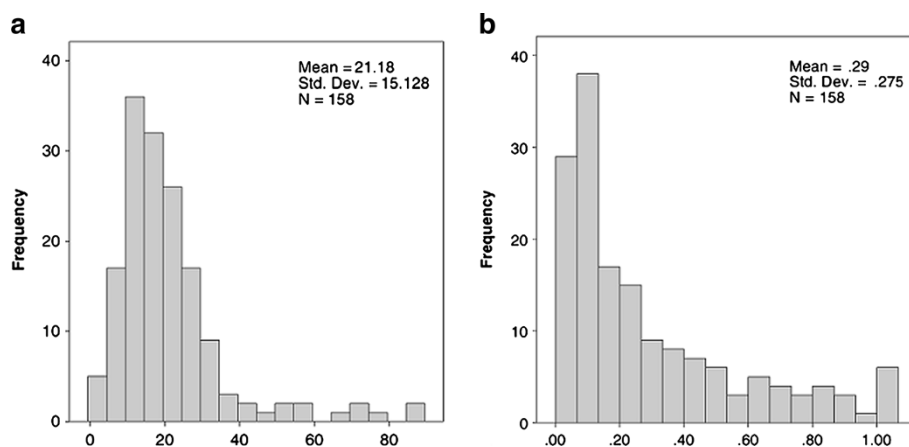 a
Mean =21.18
Std. Dev. = 15.128
N = 158
40
30
20
10
0
Frequency
0 20 40 60 80
b
Mean = .29
Std. Dev. = .275
N = 158
40
30
20
10
0
Frequency
.00 .20 .40 .60 .80 1.00